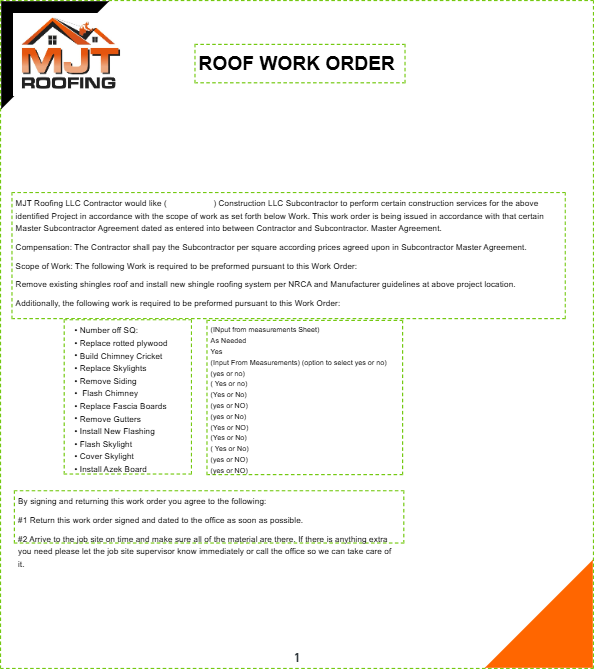 MJT
ROOFING
ROOF WORK ORDER
MJT Roofing LLC Contractor would like ( ) Construction LLC Subcontractor to perform certain construction services for the above
identified Project in accordance with the scope of work as set forth below Work. This work order is being issued in accordance with that certain
Master Subcontractor Agreement dated as entered into between Contractor and Subcontractor. Master Agreement.
Compensation: The Contractor shall pay the Subcontractor per square according prices agreed upon in Subcontractor Master Agreement.
Scope of Work: The following Work is required to be preformed pursuant to this Work Order:
Remove existing shingles roof and install new shingle roofing system per NRCA and Manufacturer guidelines at above project location.
Additionally, the following work is required to be preformed pursuant to this Work Order:
• Number off SQ:
• Replace rotted plywood
• Build Chimney Cricket
• Replace Skylights
• Remove Siding
• Flash Chimney
• Replace Fascia Boards
• Remove Gutters
• Install New Flashing
• Flash Skylight
• Cover Skylight
• Install Azek Board
(INput from measurements Sheet)
As Needed
Yes
(Input From Measurements) (option to select yes or no)
(yes or no)
( Yes or no)
(Yes or No)
(yes or NO)
(yes or No)
(Yes or NO)
(Yes or No)
( Yes or No)
(yes or NO)
(yes or NO)
By signing and returning this work order you agree to the following:
#1 Return this work order signed and dated to the office as soon as possible.
#2 Arrive to the job site on time and make sure all of the material are there. If there is anything extra
you need please let the job site supervisor know immediately or call the office so we can take care of
it.
1